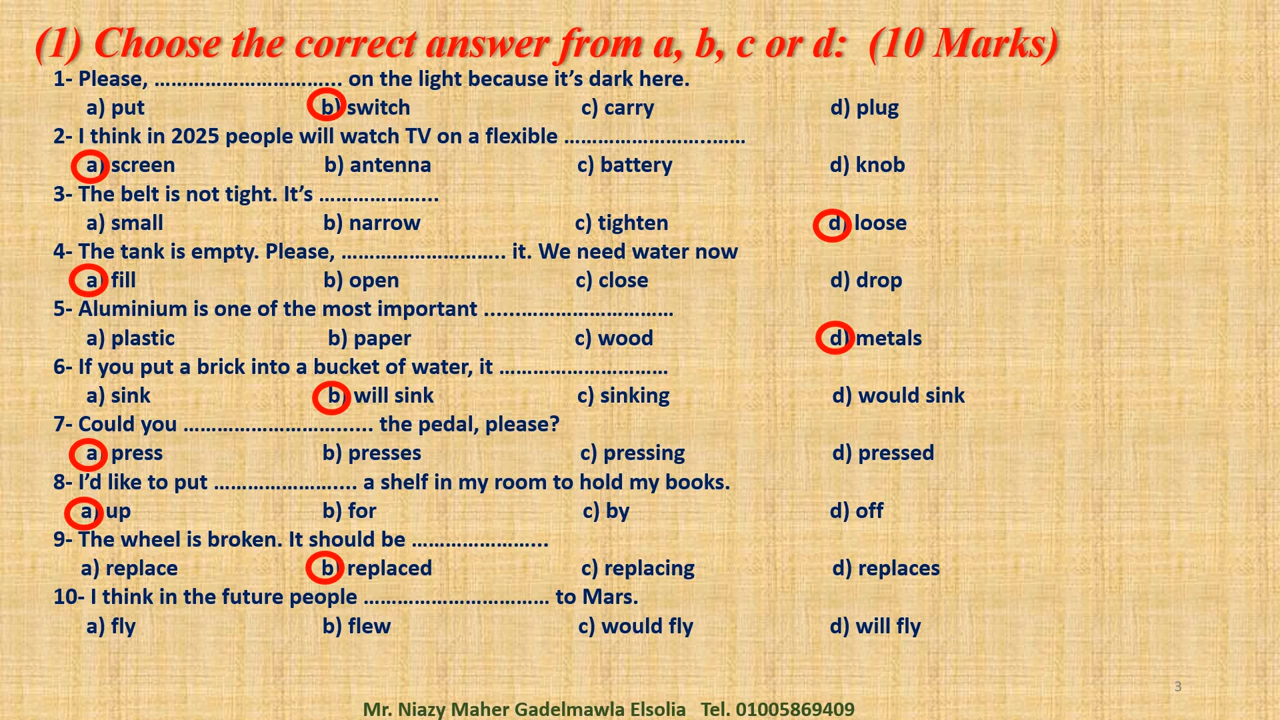 (1) Choose the correct answer from a, b, c or d: (10 Marks)
1- Please, …………………………... on the light because it’s dark here.
a) put b) switch c) carry d) plug
2- I think in 2025 people will watch TV on a flexible …………………..……
a) screen b) antenna c) battery d) knob
3- The belt is not tight. It’s ……………...
a) small b) narrow c) tighten d) loose
4- The tank is empty. Please, ……………………….. it. We need water now
a) fill b) open c) close d) drop
5- Aluminium is one of the most important ......………………………
a) plastic b) paper c) wood d) metals
6- If you put a brick into a bucket of water, it …………………………
a) sink b) will sink c) sinking d) would sink
7- Could you ………………………...... the pedal, please?
a) press b) presses c) pressing d) pressed
8- I’d like to put …………………... a shelf in my room to hold my books.
a) up b) for c) by d) off
9- The wheel is broken. It should be …………………...
a) replace b) replaced c) replacing d) replaces
10- I think in the future people …………………………… to Mars.
a) fly b) flew c) would fly d) will fly
3
Mr. Niazy Maher Gadelmawla Elsolia Tel. 01005869409